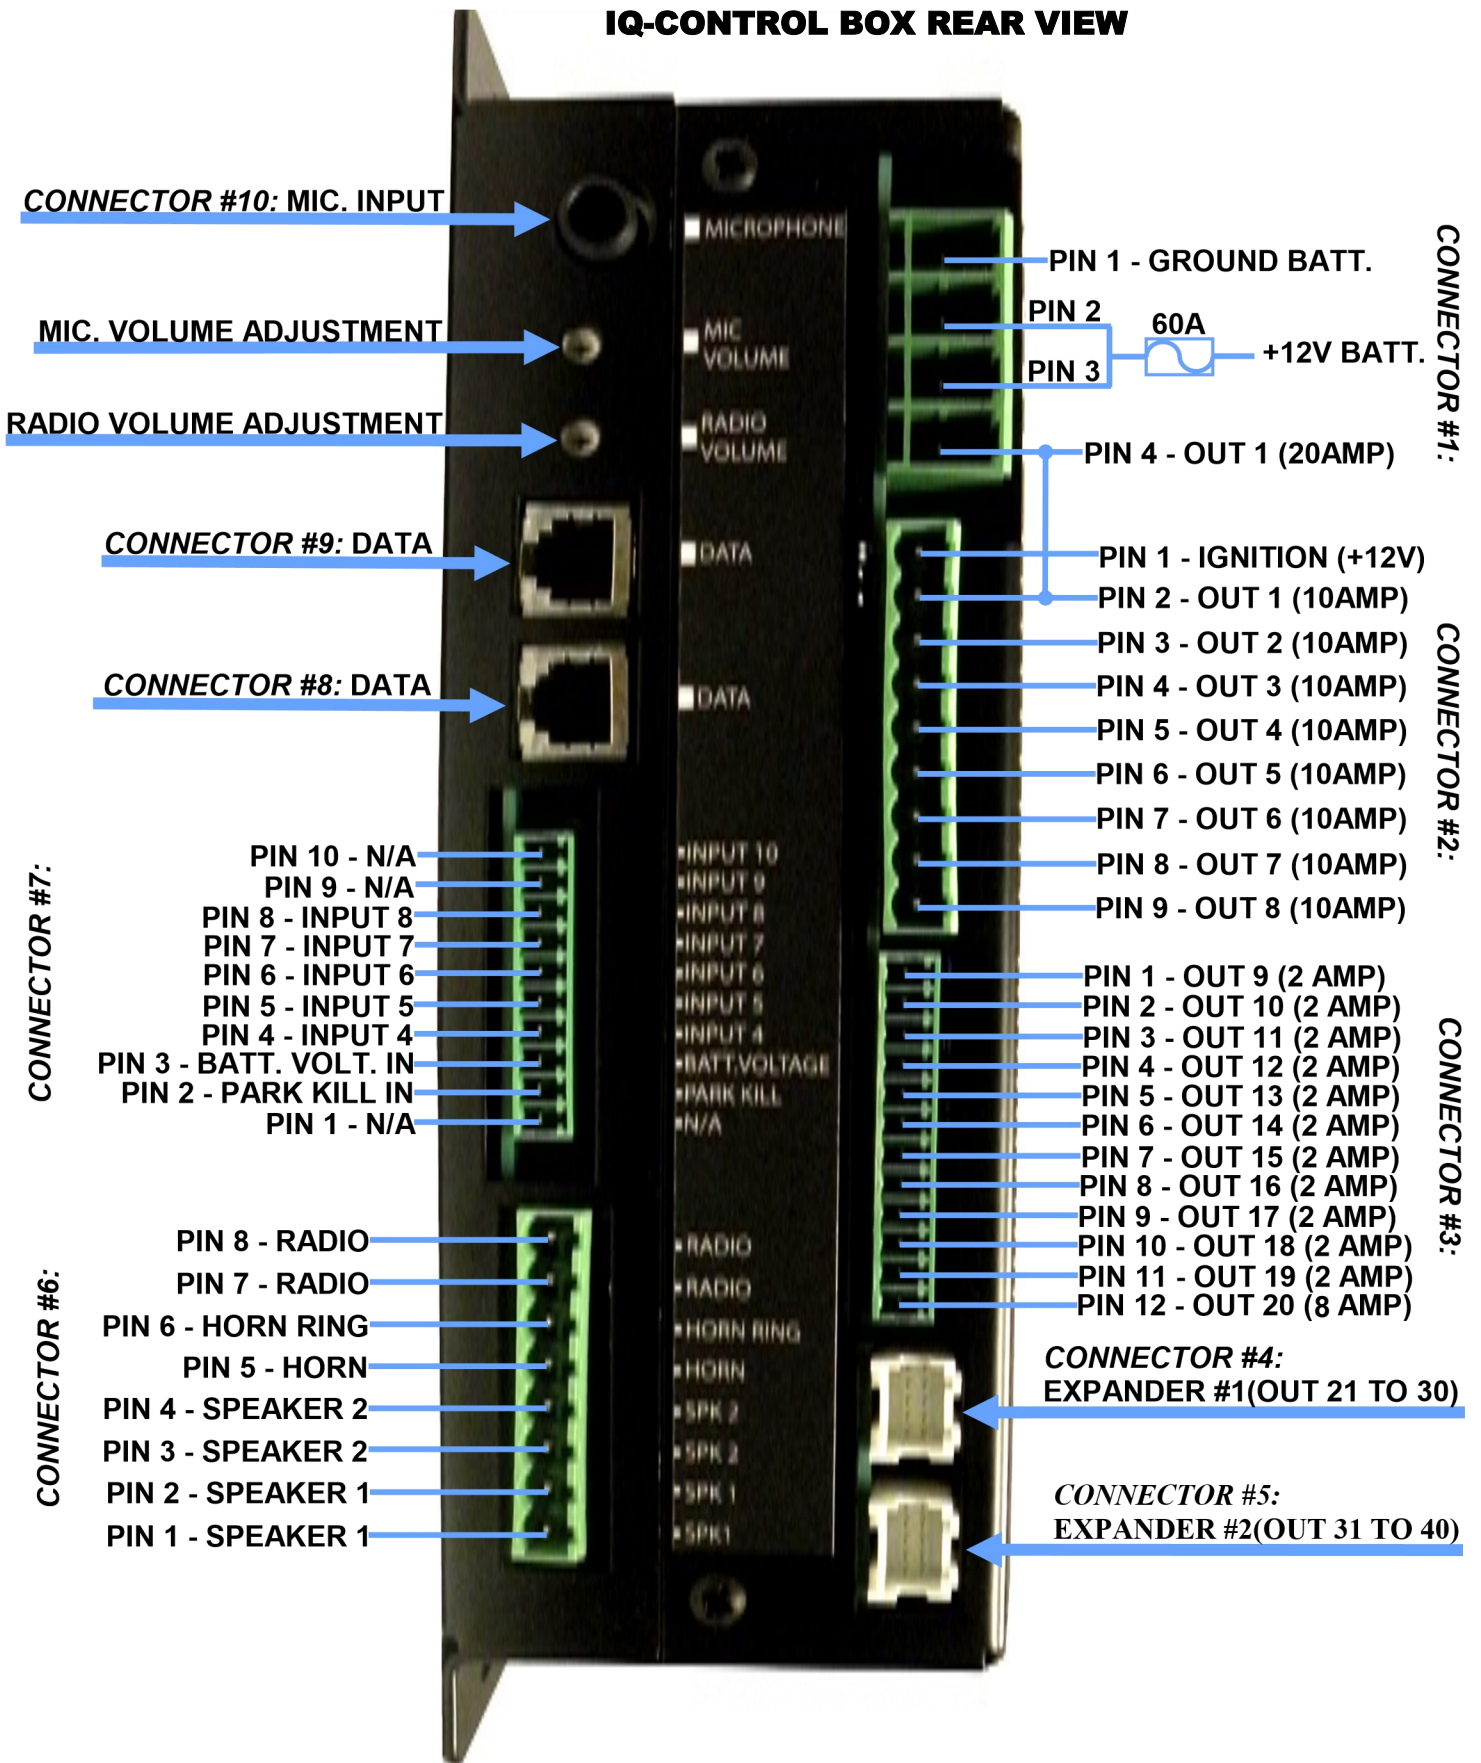 IQ-CONTROL BOX REAR VIEW
CONNECTOR #10: MIC. INPUT
MIC. VOLUME ADJUSTMENT
RADIO VOLUME ADJUSTMENT
CONNECTOR #9: DATA
CONNECTOR #8: DATA
CONNECTOR #7:
PIN 10 - N/A
PIN 9 - N/A
PIN 8 - INPUT 8
PIN 7 - INPUT 7
PIN 6 - INPUT 6
PIN 5 - INPUT 5
PIN 4 - INPUT 4
PIN 3 - BATT. VOLT. IN
PIN 2 - PARK KILL IN
PIN 1 - N/A
CONNECTOR #6:
PIN 8 - RADIO
PIN 7 - RADIO
PIN 6 - HORN RING
PIN 5 - HORN
PIN 4 - SPEAKER 2
PIN 3 - SPEAKER 2
PIN 2 - SPEAKER 1
PIN 1 - SPEAKER 1
MICROPHONE
MIC
VOLUME
RADIO
VOLUME
DATA
DATA
INPUT 10
INPUT 9
INPUT 8
INPUT 7
INPUT 6
INPUT 5
INPUT 4
BATT.VOLTAGE
PARK KILL
N/A
RADIO
RADIO
HORN RING
HORN
SPK 2
SPK 2
SPK 1
SPK1
CONNECTOR #1:
PIN 1 - GROUND BATT.
PIN 2
60A
+12V BATT.
PIN 3
PIN 4 - OUT 1 (20AMP)
CONNECTOR #2:
PIN 1 - IGNITION (+12V)
PIN 2 - OUT 1 (10AMP)
PIN 3 - OUT 2 (10AMP)
PIN 4 - OUT 3 (10AMP)
PIN 5 - OUT 4 (10AMP)
PIN 6 - OUT 5 (10AMP)
PIN 7 - OUT 6 (10AMP)
PIN 8 - OUT 7 (10AMP)
PIN 9 - OUT 8 (10AMP)
CONNECTOR #3:
PIN 1 - OUT 9 (2 AMP)
PIN 2 - OUT 10 (2 AMP)
PIN 3 - OUT 11 (2 AMP)
PIN 4 - OUT 12 (2 AMP)
PIN 5 - OUT 13 (2 AMP)
PIN 6 - OUT 14 (2 AMP)
PIN 7 - OUT 15 (2 AMP)
PIN 8 - OUT 16 (2 AMP)
PIN 9 - OUT 17 (2 AMP)
PIN 10 - OUT 18 (2 AMP)
PIN 11 - OUT 19 (2 AMP)
PIN 12 - OUT 20 (8 AMP)
CONNECTOR #4:
EXPANDER #1(OUT 21 TO 30)
CONNECTOR #5:
EXPANDER #2(OUT 31 TO 40)